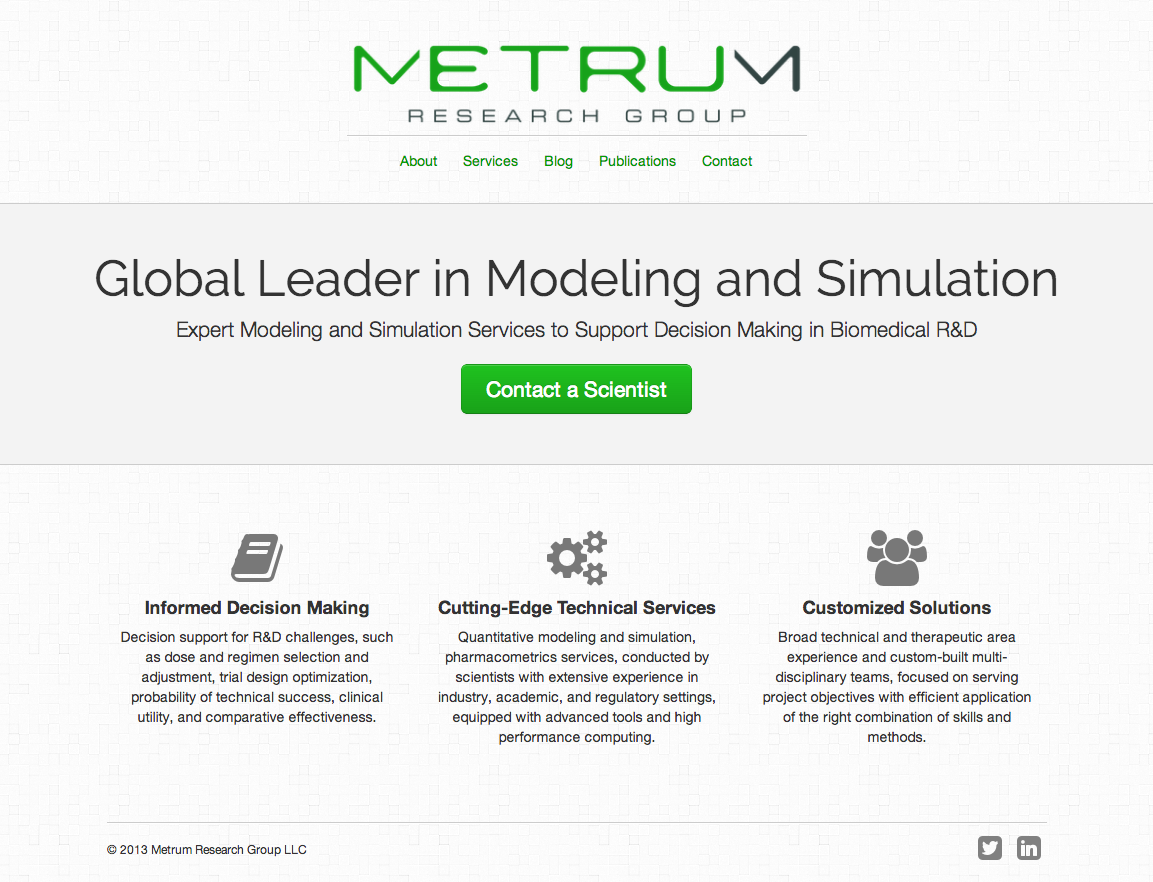 METRUM
RESEARCH GROUP
About Services Blog Publications Contact
Global Leader in Modeling and Simulation
Expert Modeling and Simulation Services to Support Decision Making in Biomedical R&D
Contact a Scientist
Informed Decision Making
Decision support for R&D challenges, such
as dose and regimen selection and
adjustment, trial design optimization,
probability of technical success, clinical
utility, and comparative effectiveness.
Cutting-Edge Technical Services
Quantitative modeling and simulation,
pharmacometrics services, conducted by
scientists with extensive experience in
industry, academic, and regulatory settings,
equipped with advanced tools and high
performance computing.
Customized Solutions
Broad technical and therapeutic area
experience and custom-built multi-
disciplinary teams, focused on serving
project objectives with efficient application
of the right combination of skills and
methods.
© 2013 Metrum Research Group LLC
in